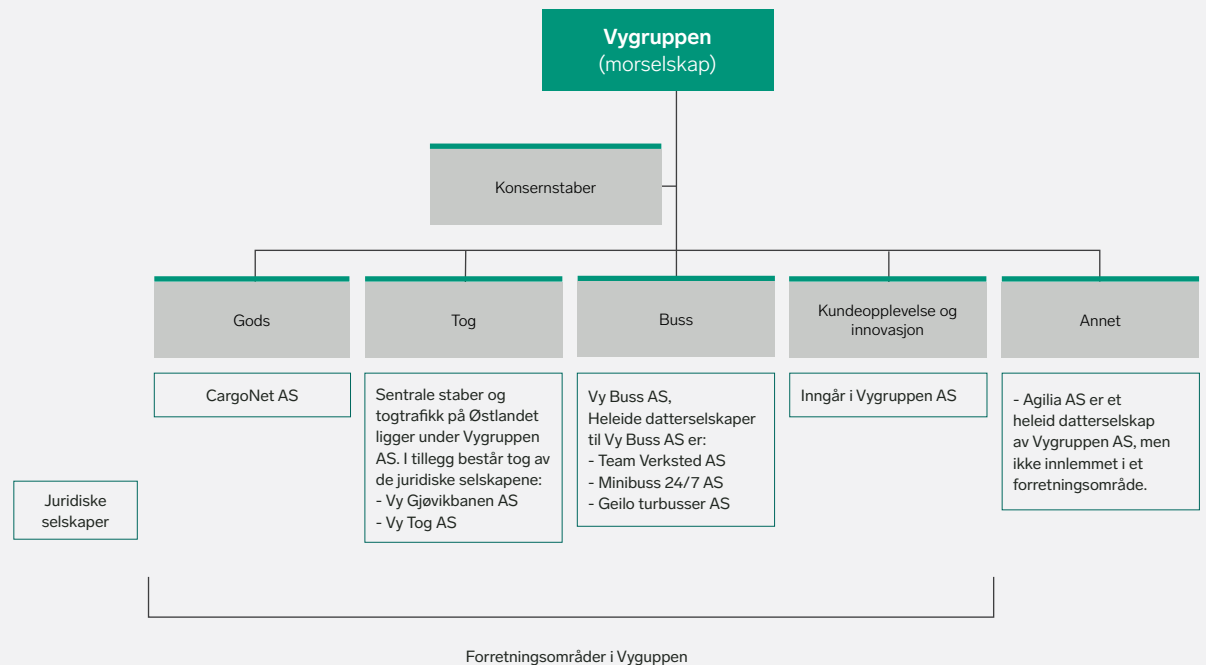 Vygruppen
(morselskap)
Konsernstaber
Gods
Tog
Buss
Kundeopplevelse og
innovasjon
Annet
CargoNet AS
Sentrale staber og
togtrafikk på Østlandet
ligger under Vygruppen
AS. I tillegg består tog av
de juridiske selskapene:
- Vy Gjøvikbanen AS
- Vy Tog AS
Vy Buss AS,
Heleide datterselskaper
til Vy Buss AS er:
- Team Verksted AS
- Minibuss 24/7 AS
- Geilo turbusser AS
Inngår i Vygruppen AS
- Agilia AS er et
heleid datterselskap
av Vygruppen AS, men
ikke innlemmet i et
forretningsområde.
Juridiske
selskaper
Forretningsområder i Vyguppen